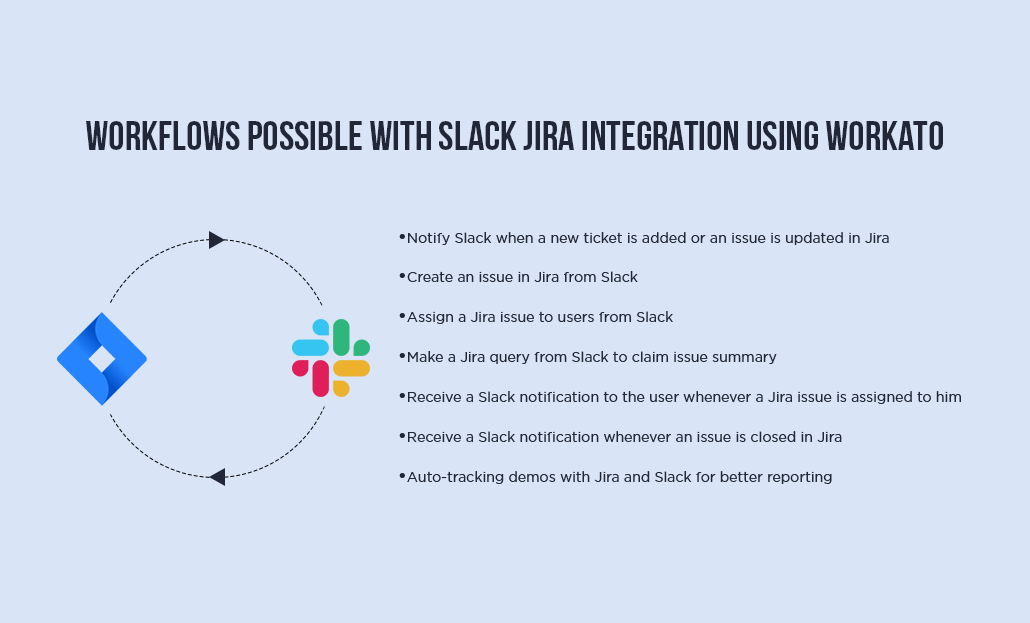 WORKFLOWS POSSIBLE WITH SLACK JIRA INTEGRATION USING WORKATO
•Notify Slack when a new ticket is added or an issue is updated in Jira
•Create an issue in Jira from Slack
•Assign a Jira issue to users from Slack
•Make a Jira query from Slack to claim issue summary
•Receive a Slack notification to the user whenever a Jira issue is assigned to him
•Receive a Slack notification whenever an issue is closed in Jira
•Auto-tracking demos with Jira and Slack for better reporting